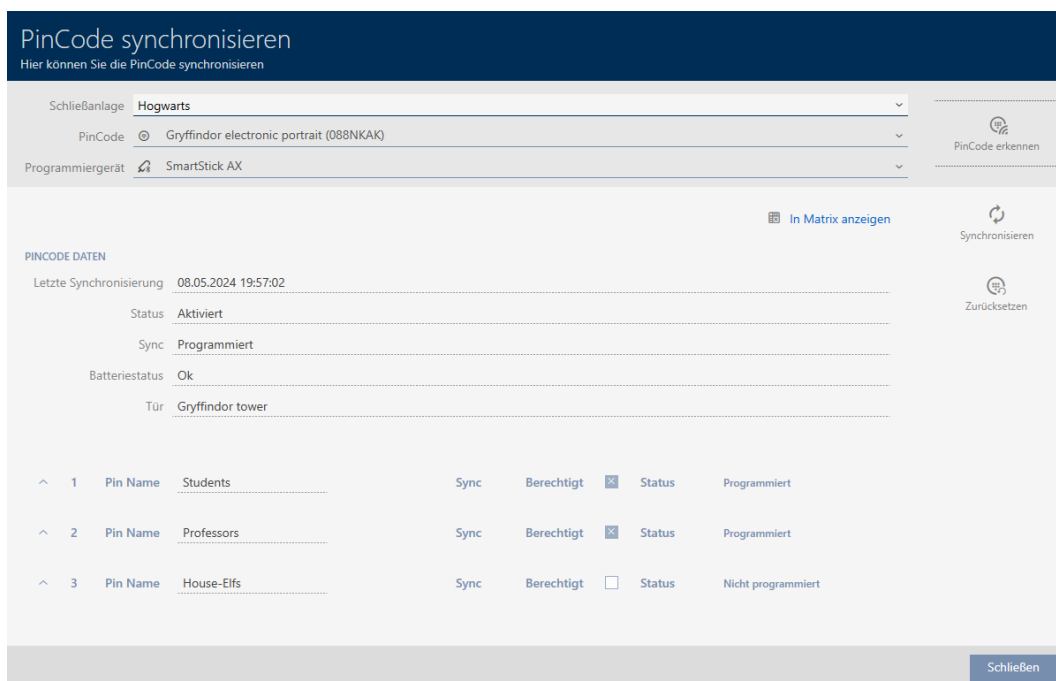 PinCode synchronisieren
Hier können Sie die PinCode synchronisieren
Schließanlage Hogwarts
PinCode Gryffindor electronic portrait (088NKAK)
Programmiergerät SmartStick AX
PinCode erkennen
In Matrix anzeigen
Synchronisieren
Zurücksetzen
PINCODE DATEN
Letzte Synchronisierung 08.05.2024 19:57:02
Status Aktiviert
Sync Programmiert
Batteriestatus Ok
Tür Gryffindor tower
1 Pin Name Students Sync Berechtigt Status Programmiert
2 Pin Name Professors Sync Berechtigt Status Programmiert
3 Pin Name House-Elfs Sync Berechtigt Status Nicht programmiert
Schließen